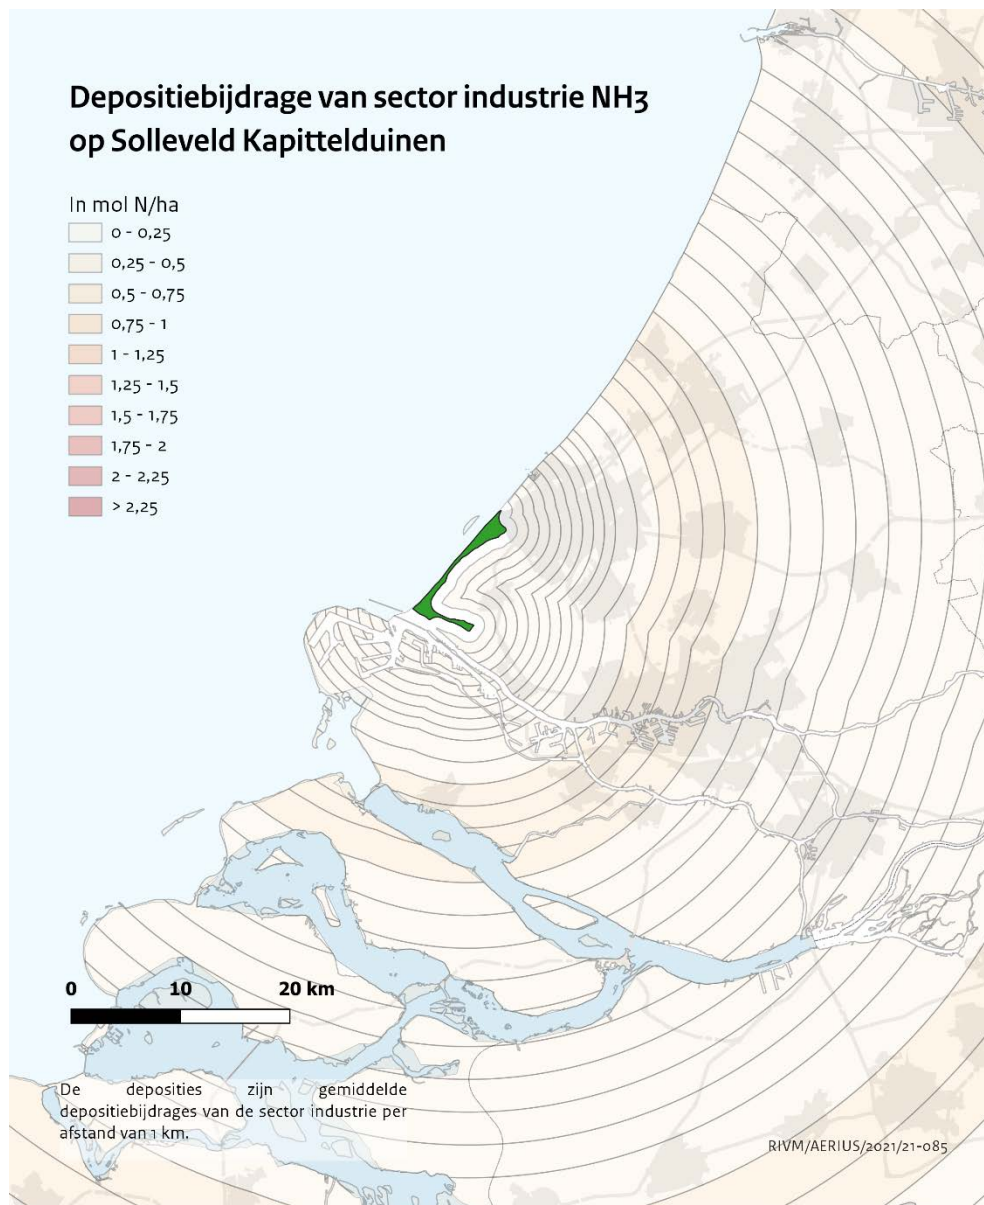 Depositiebijdrage van sector industrie NH3
op Solleveld Kapittelduinen
In mol N/ha
0 - 0,25
0,25 - 0,5
0,5 - 0,75
0,75 - 1
1 - 1,25
1,25 - 1,5
1,5 - 1,75
1,75 - 2
2 - 2,25
> 2,25
0 10 20 km
De deposities zijn gemiddelde
depositiebijdrages van de sector industrie per
afstand van 1 km.
RIVM/AERIUS/2021/21-085